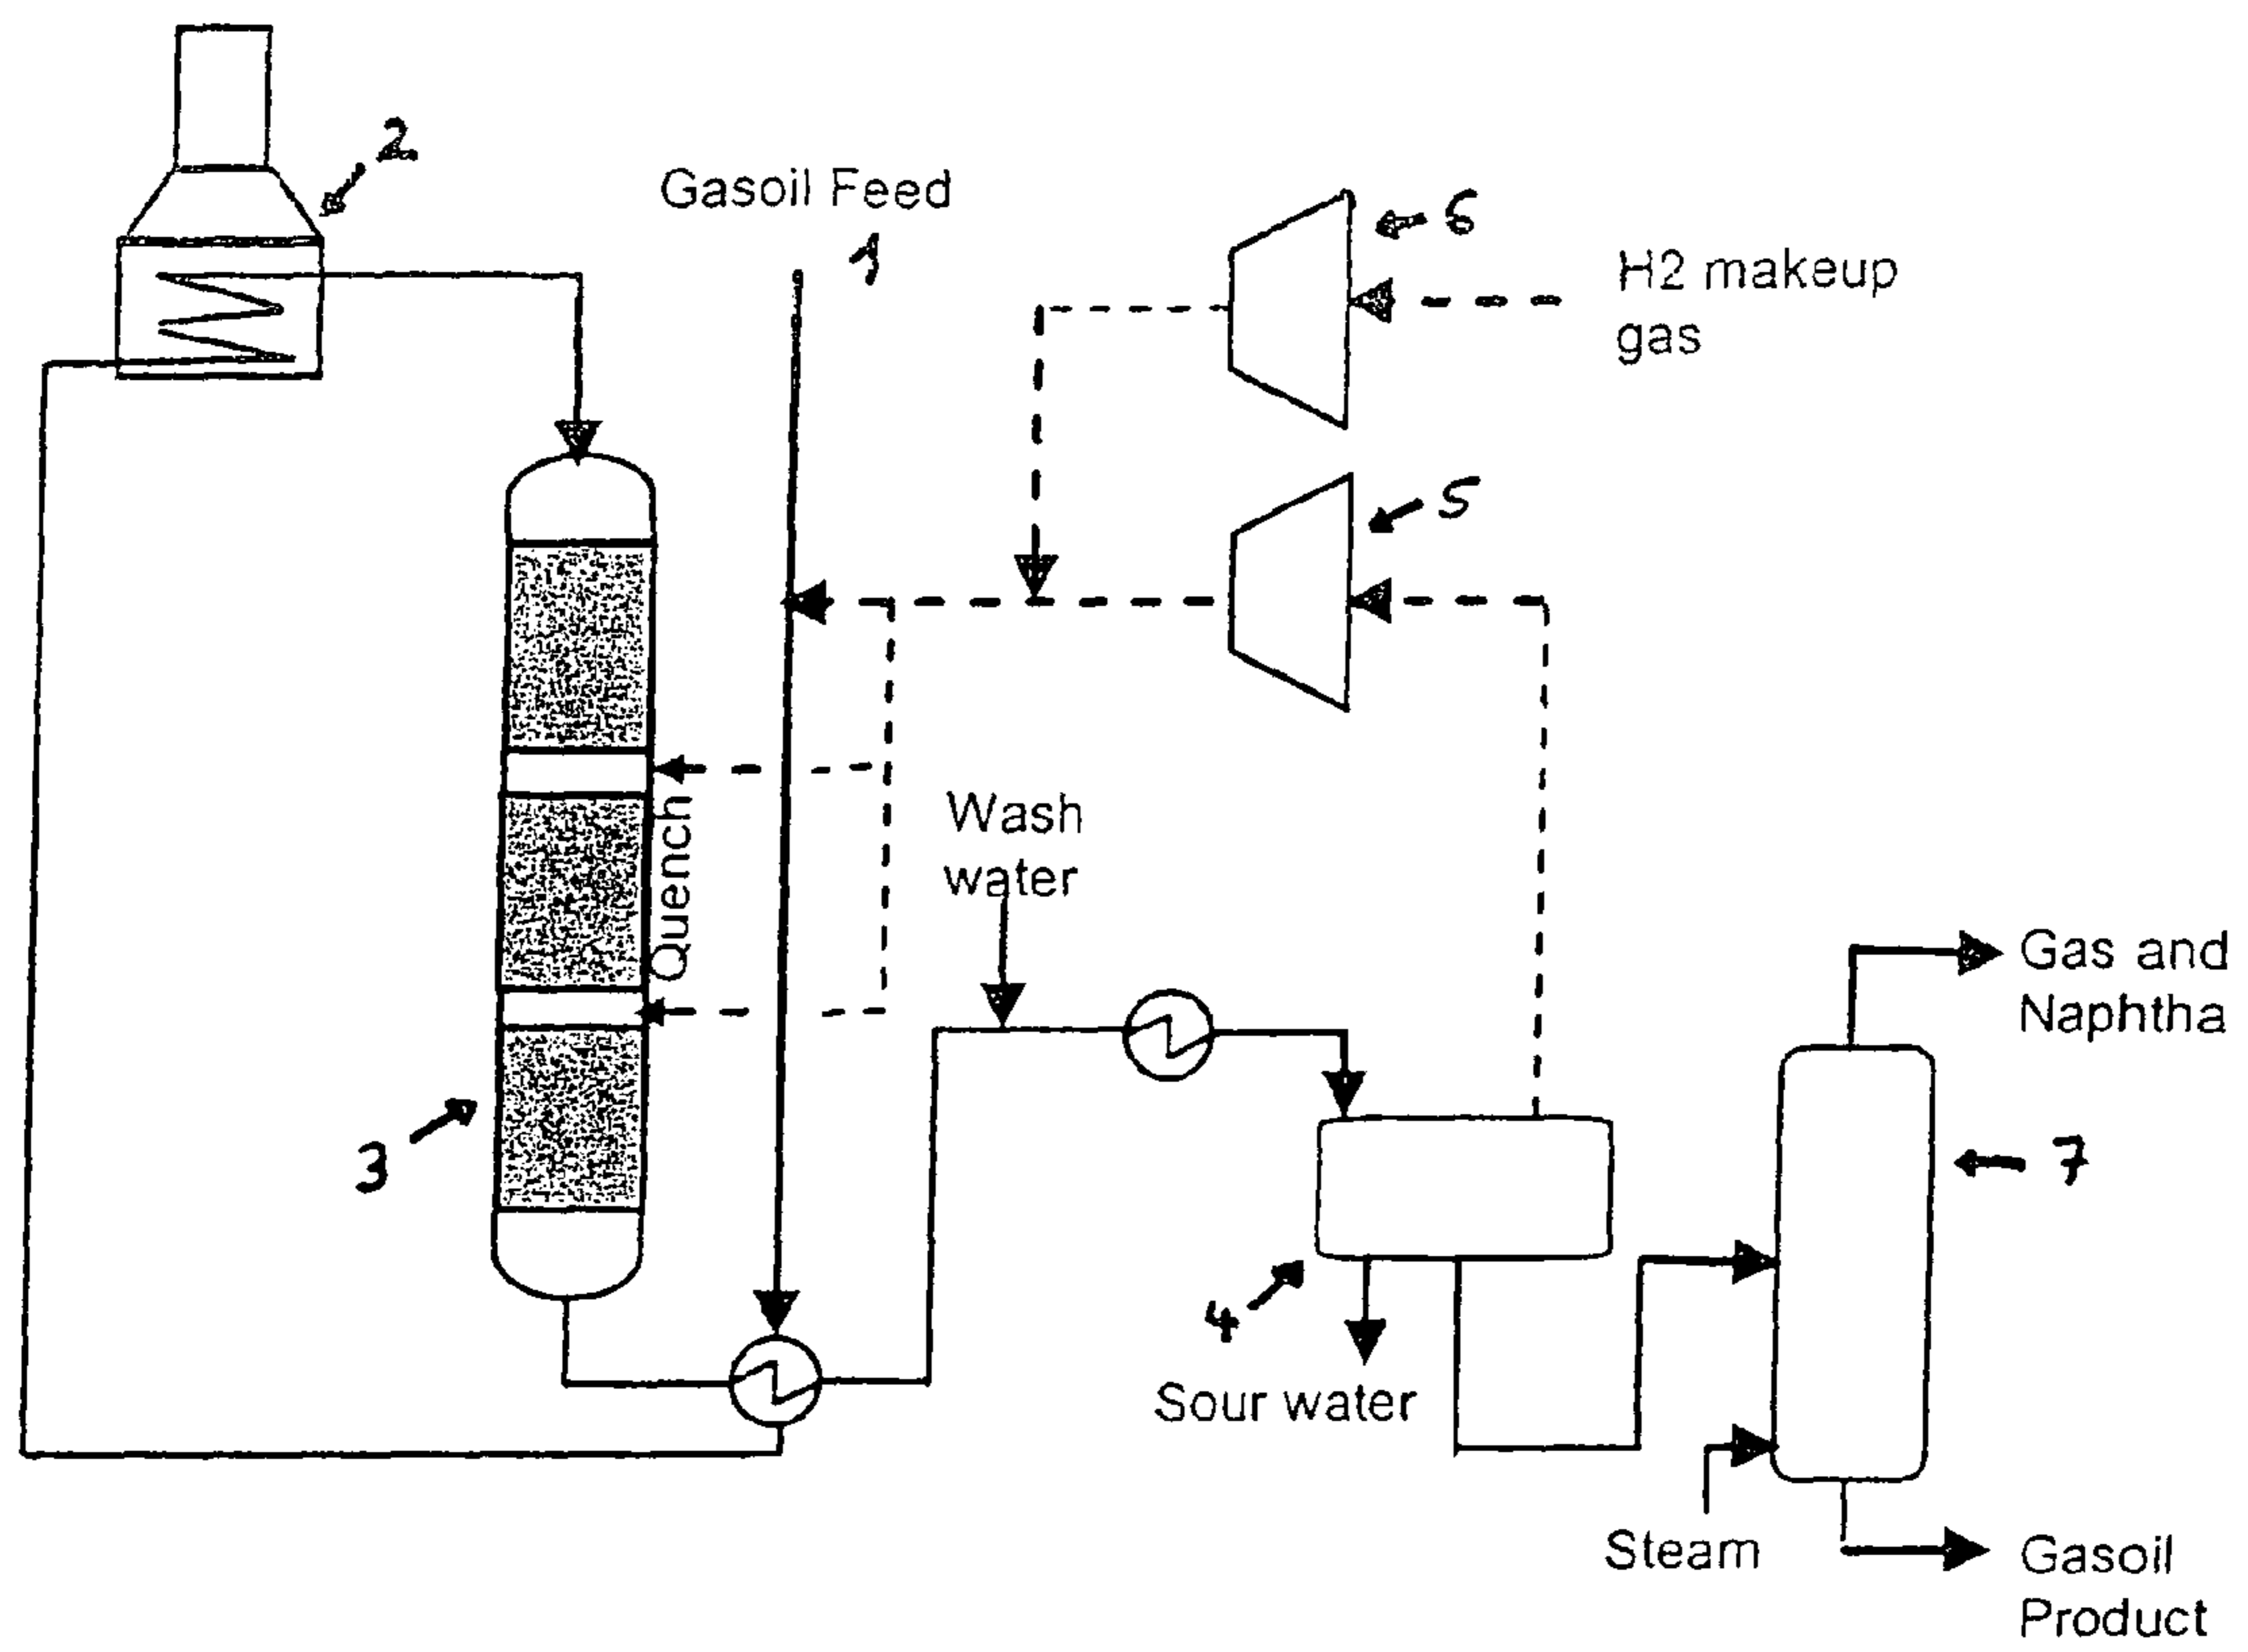 2
Gasoil Feed
1
6
H2 makeup
gas
5
Quench
Wash
water
3
4
Sour water
Gas and
Naphtha
7
Steam
Gasoil
Product